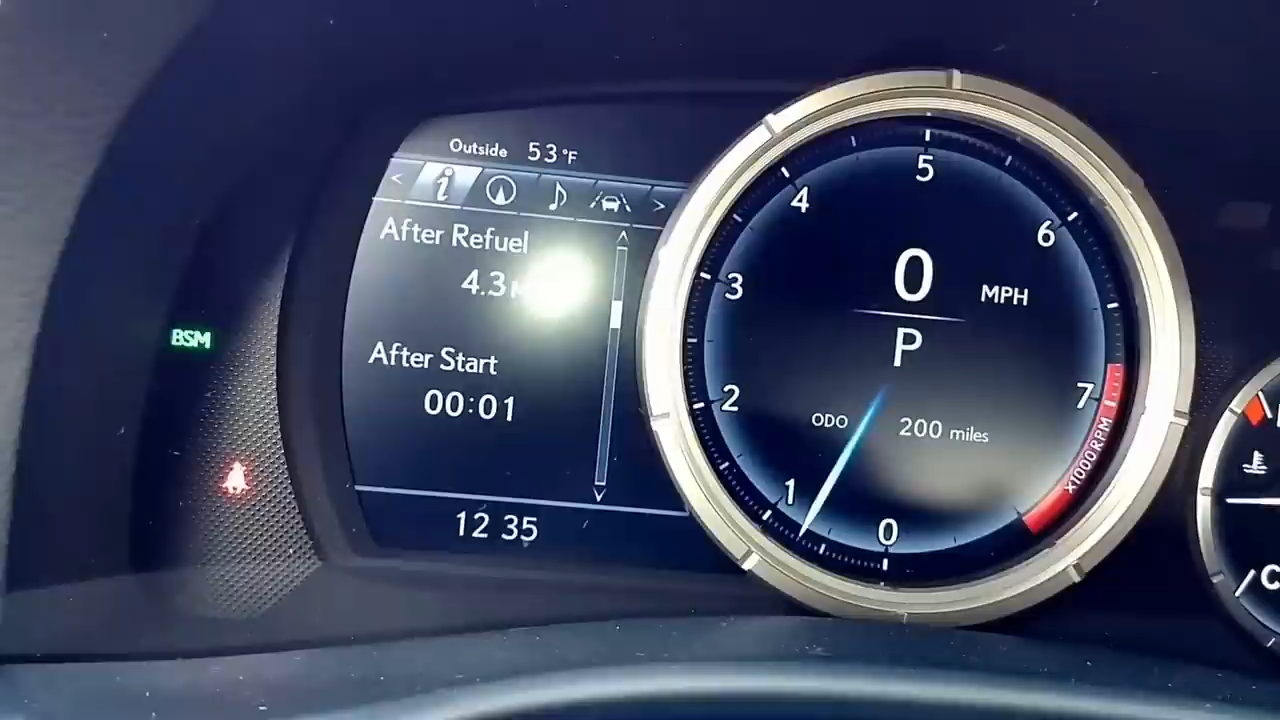 Outside 53°F
After Refuel
4.3
After Start
00:01
12 35
BSM
0 MPH
P
ODO 200 miles
0
1
2
3
4
5
6
7
x1000RPM